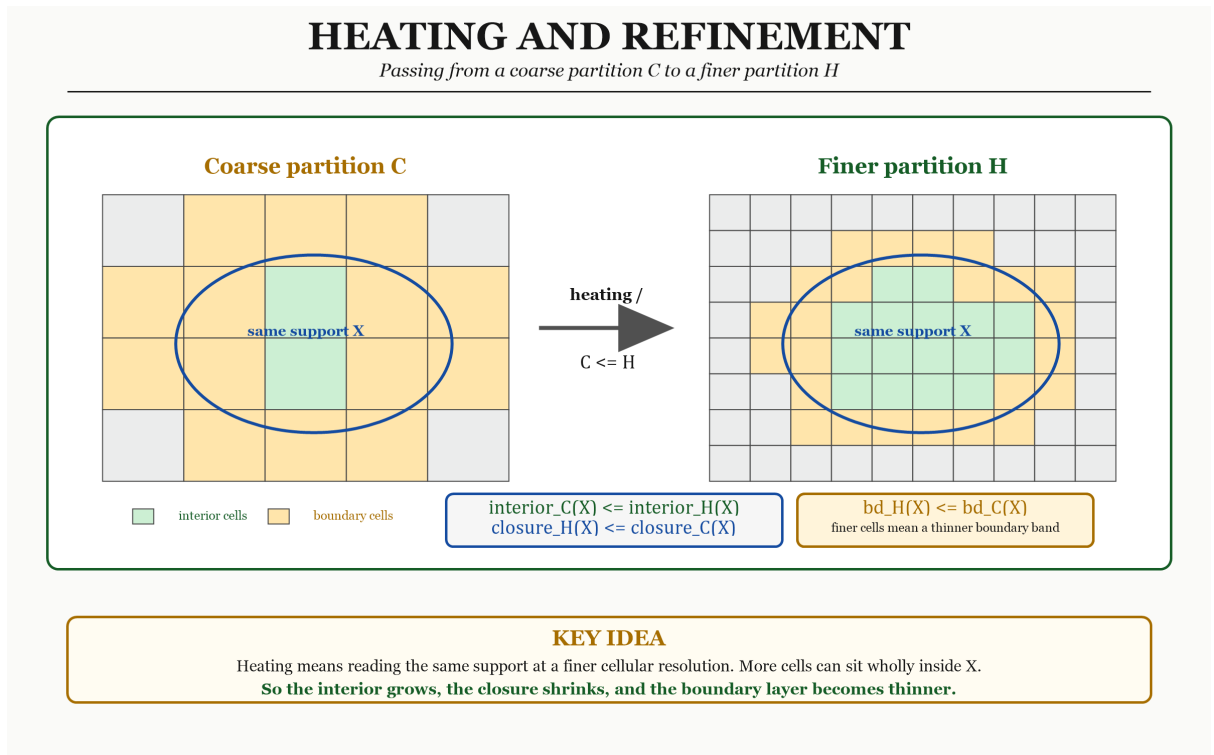 HEATING AND REFINEMENT
Passing from a coarse partition C to a finer partition H
Coarse partition C
Finer partition H
same support X
heating /
C <= H
same support X
interior cells
boundary cells
interior_C(X) <= interior_H(X)
closure_H(X) <= closure_C(X)
bd_H(X) <= bd_C(X)
finer cells mean a thinner boundary band
KEY IDEA
Heating means reading the same support at a finer cellular resolution. More cells can sit wholly inside X.
So the interior grows, the closure shrinks, and the boundary layer becomes thinner.